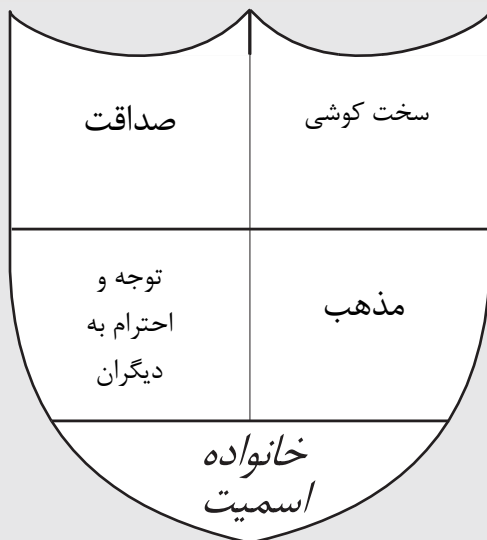 سخت کوشی
صداقت
مذهب
توجه و
احترام به
دیگران
خانواده
اسمیت